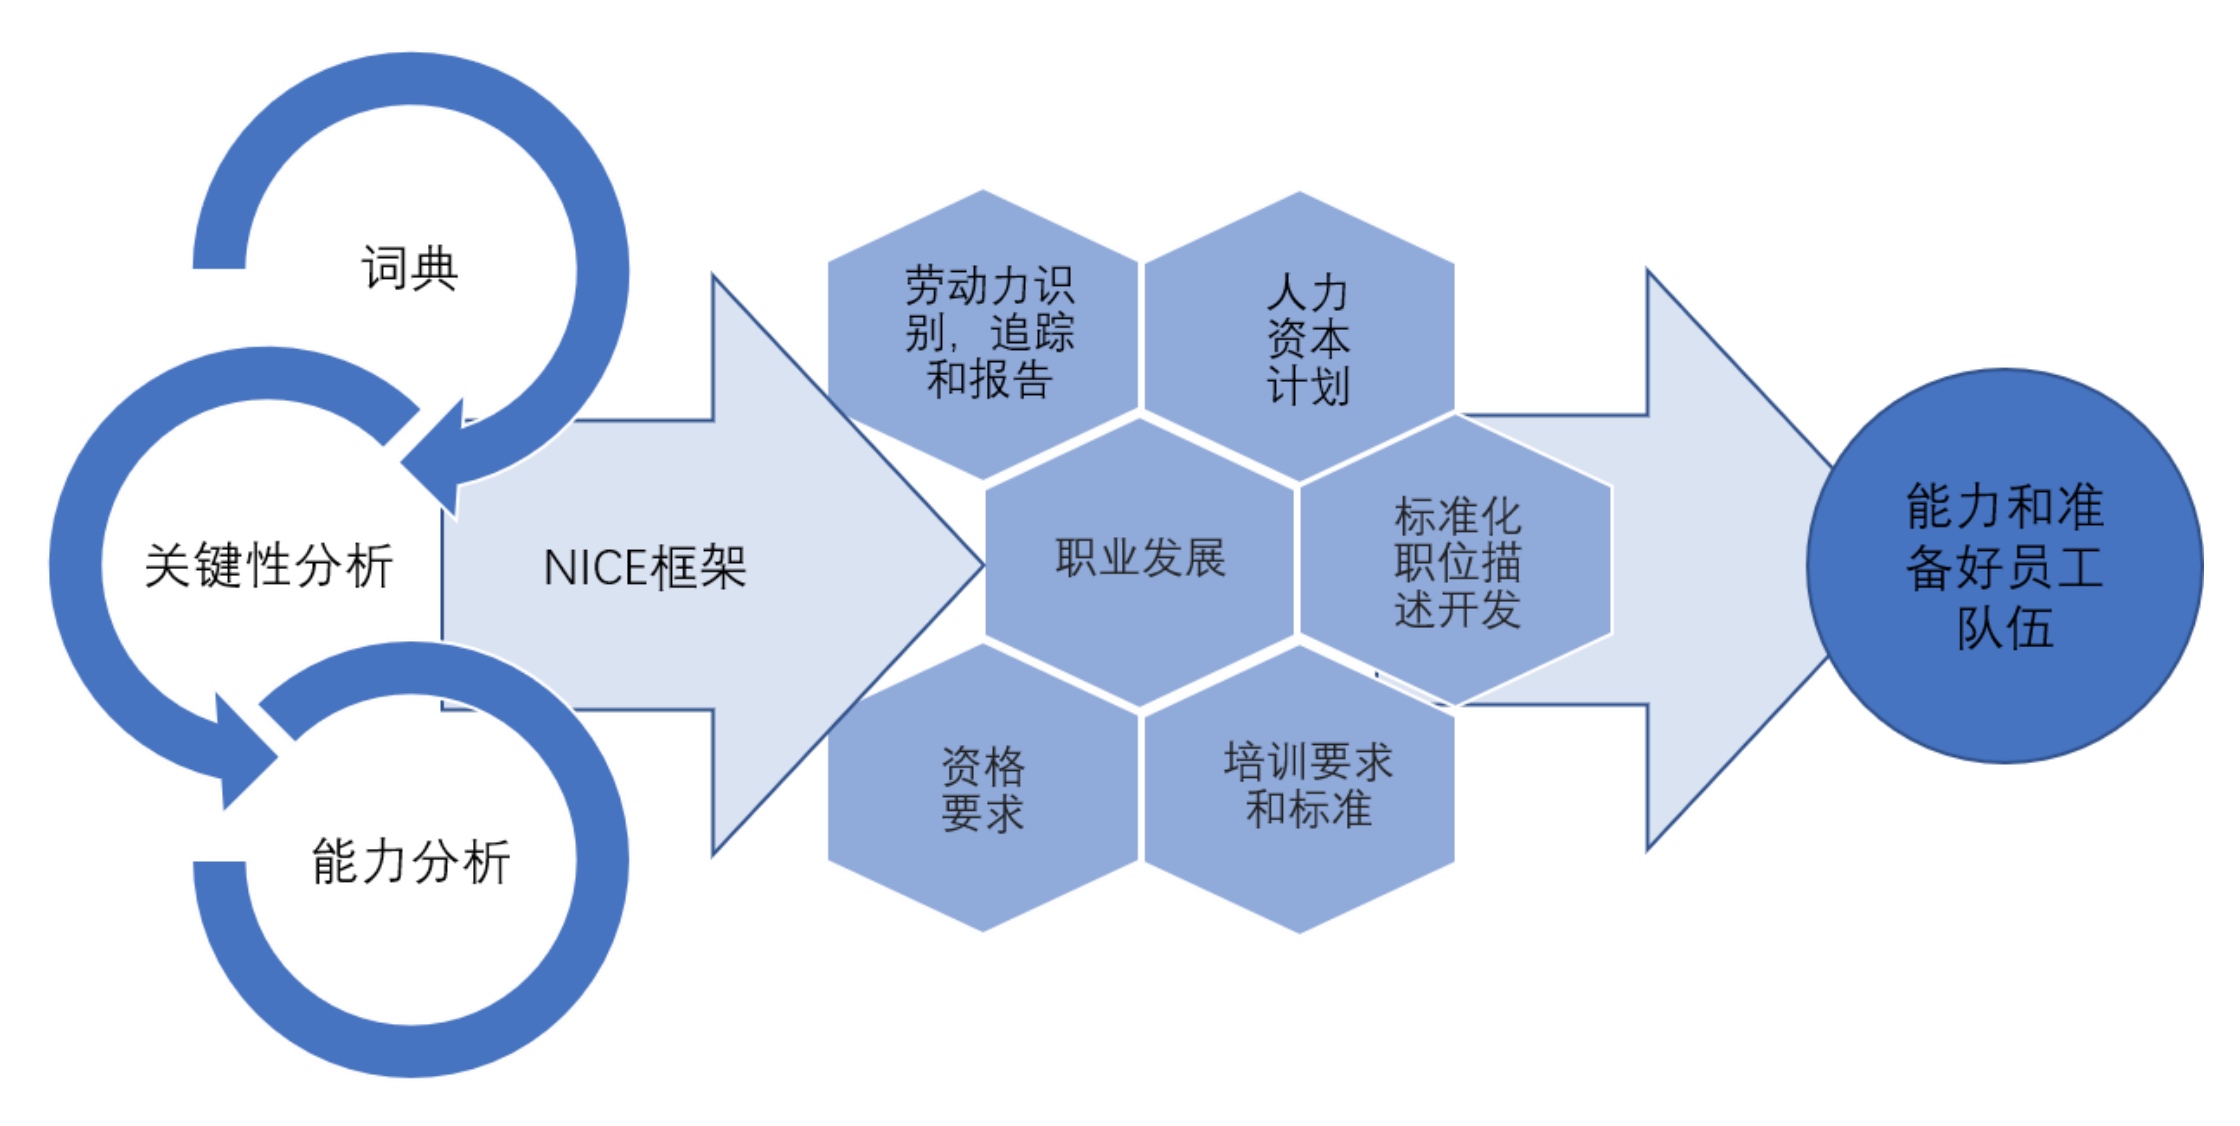 词典
关键性分析
能力分析
NICE框架
劳动力识
别，追踪
和报告
人力
资本
计划
职业发展
标准化
职位描
述开发
资格
要求
培训要求
和标准
能力和准
备好员工
队伍